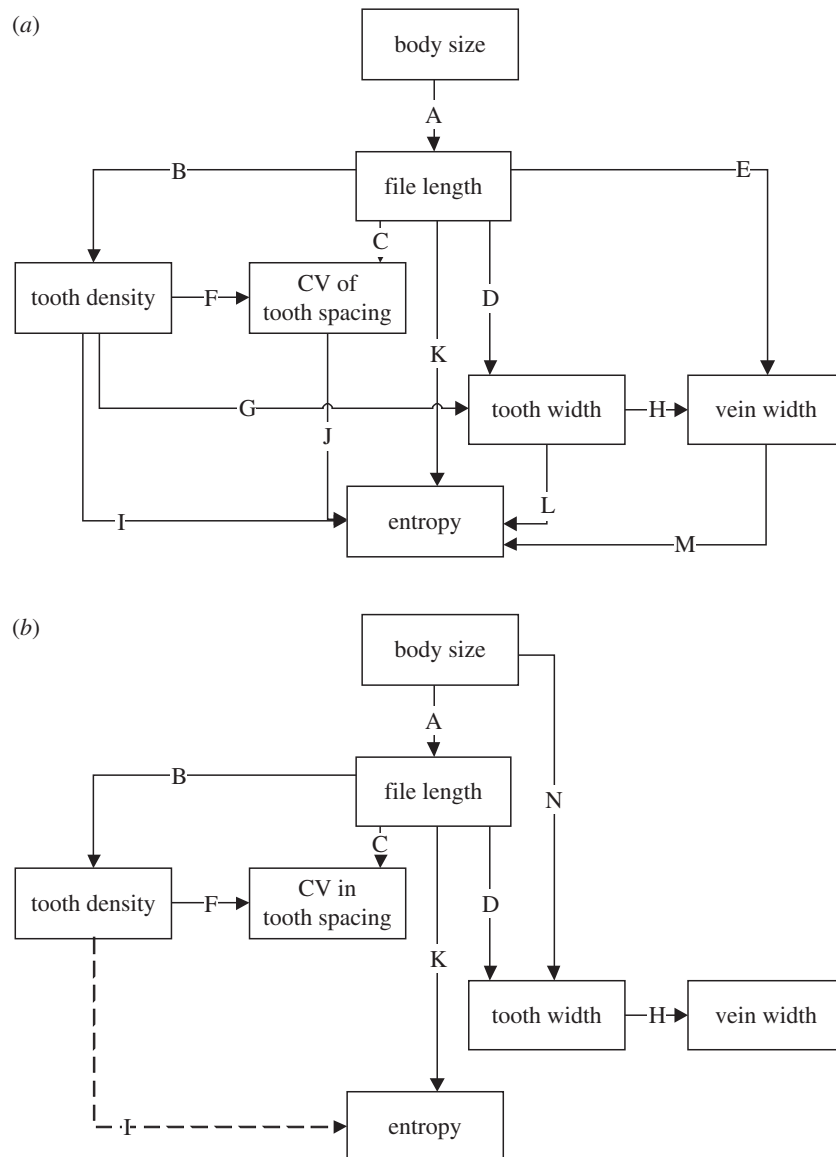 (a)
body size
A
B
file length
E
C
tooth density
F
CV of
tooth spacing
D
K
G
J
tooth width
H
vein width
I
entropy
L
M
(b)
body size
A
B
file length
N
C
tooth density
F
CV in
tooth spacing
D
K
tooth width
H
vein width
I
entropy